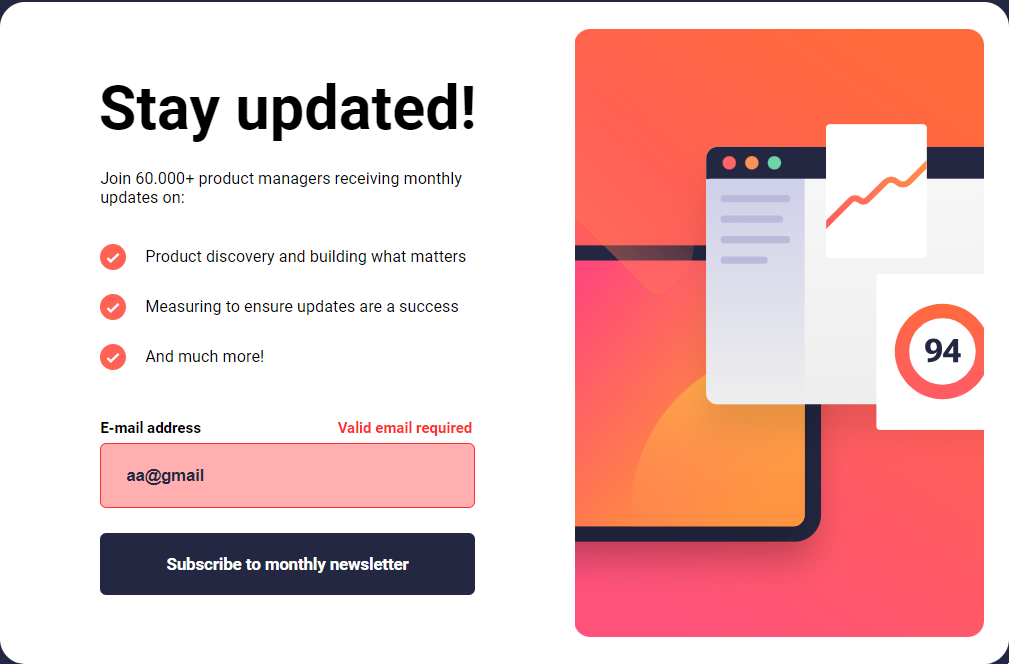 Stay updated!
Join 60.000+ product managers receiving monthly
updates on:
Product discovery and building what matters
Measuring to ensure updates are a success
And much more!
E-mail address Valid email required
aa@gmail
Subscribe to monthly newsletter
94